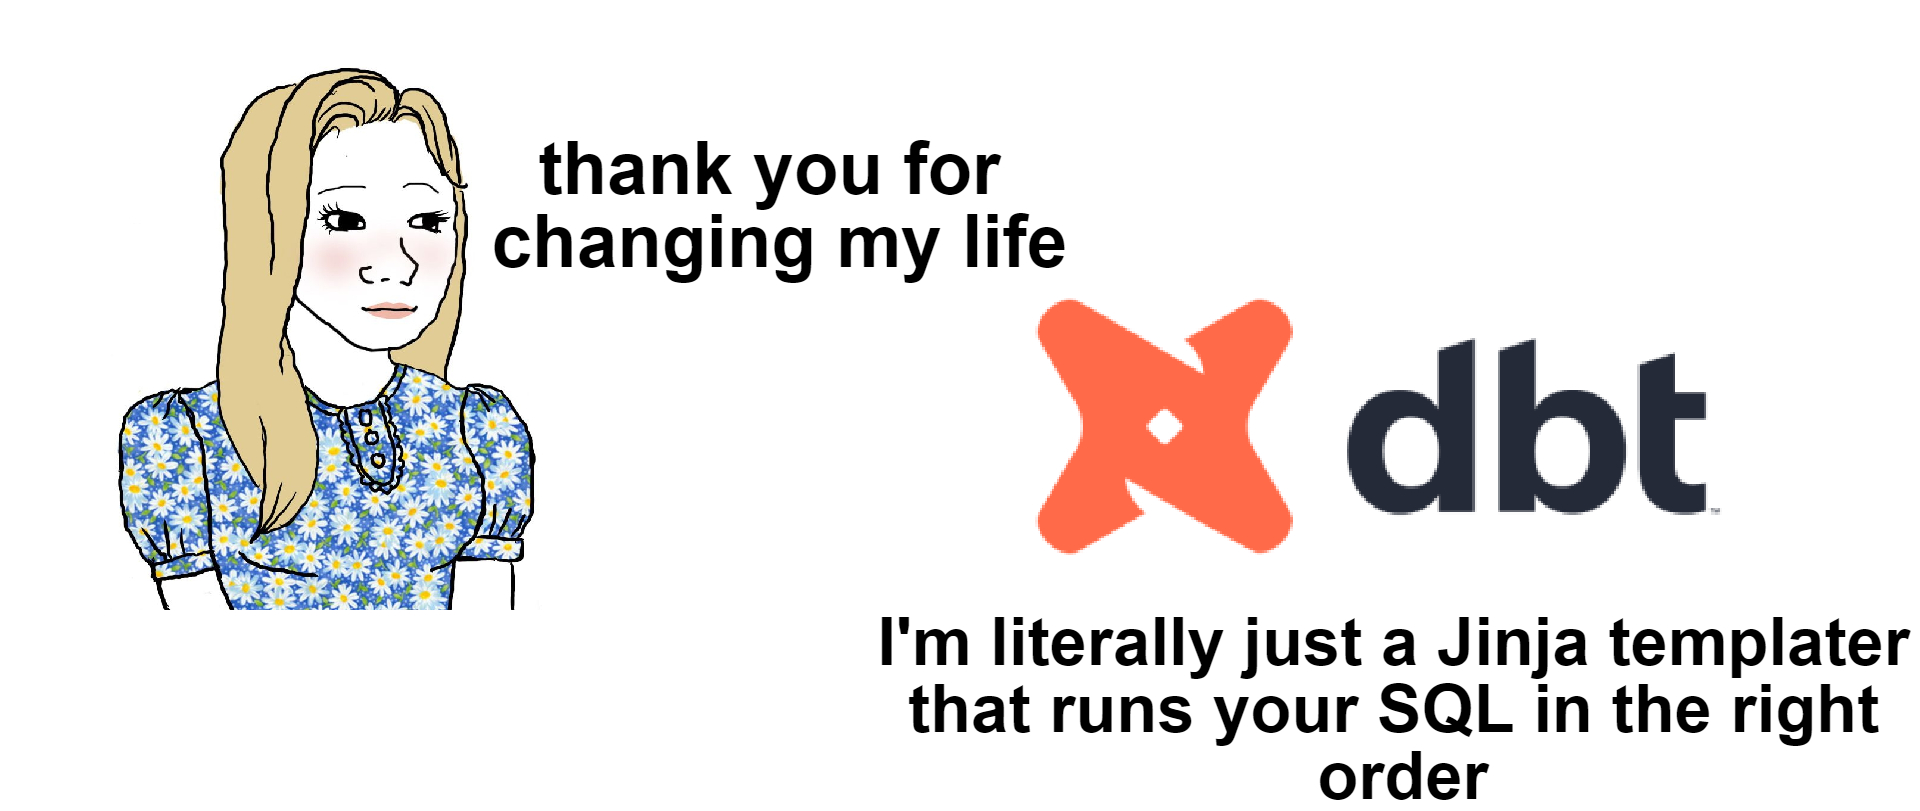 thank you for
changing my life
dbt
TM
I'm literally just a Jinja templater
that runs your SQL in the right
order